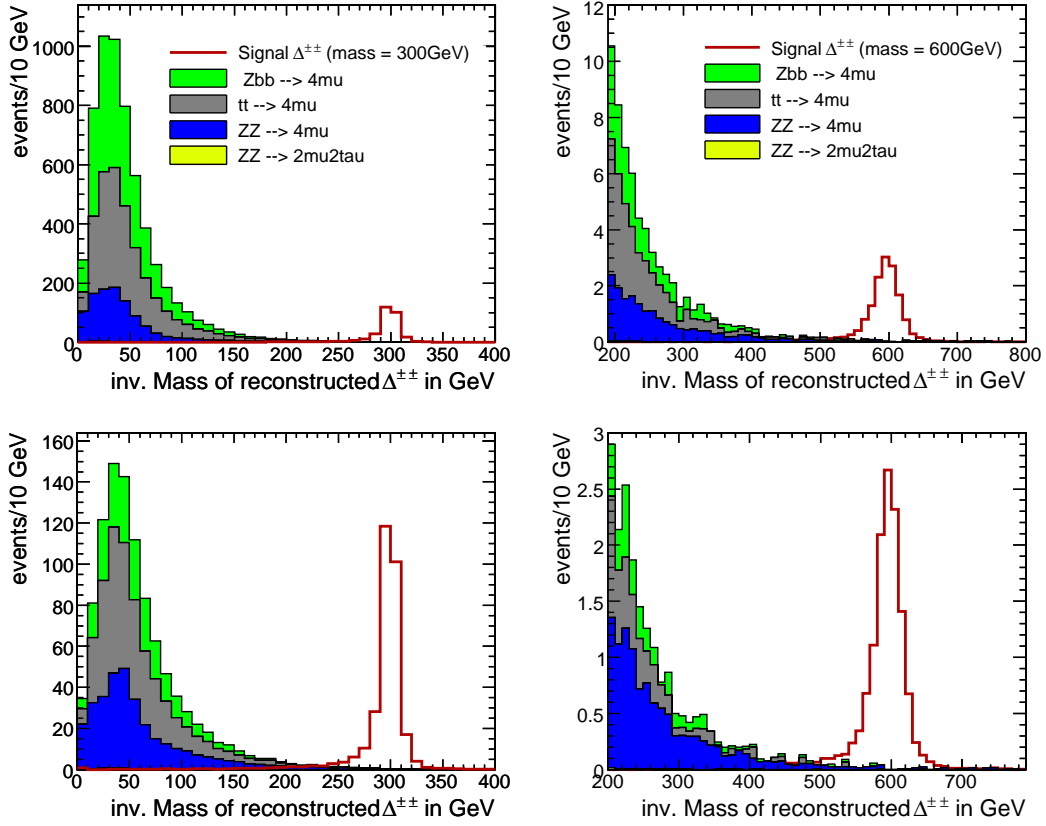 events/10 GeV
1000
800
600
400
200
0
Signal Δ±± (mass = 300GeV)
Zbb --> 4mu
tt --> 4mu
ZZ --> 4mu
ZZ --> 2mu2tau
0 50 100 150 200 250 300 350 400
inv. Mass of reconstructed Δ±± in GeV
events/10 GeV
12
10
8
6
4
2
0
Signal Δ±± (mass = 600GeV)
Zbb --> 4mu
tt --> 4mu
ZZ --> 4mu
ZZ --> 2mu2tau
200 300 400 500 600 700 800
inv. Mass of reconstructed Δ±± in GeV
events/10 GeV
160
140
120
100
80
60
40
20
0
0 50 100 150 200 250 300 350 400
inv. Mass of reconstructed Δ±± in GeV
events/10 GeV
3
2.5
2
1.5
1
0.5
0
200 300 400 500 600 700
inv. Mass of reconstructed Δ±± in GeV